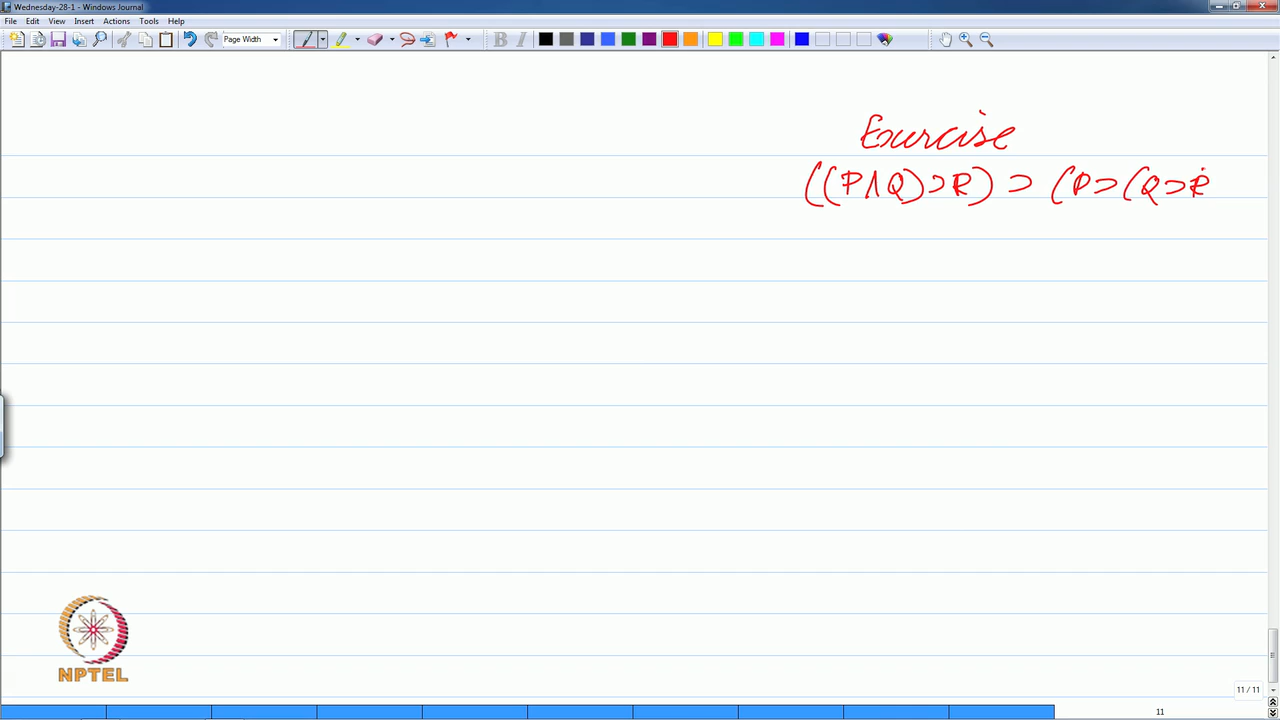 Wednesday-28-1 - Windows Journal
File Edit View Insert Actions Tools Help
Page Width
B I
Exercise
((P∧Q)⊃R) ⊃ (P⊃(Q⊃R
NPTEL
11 / 11
11